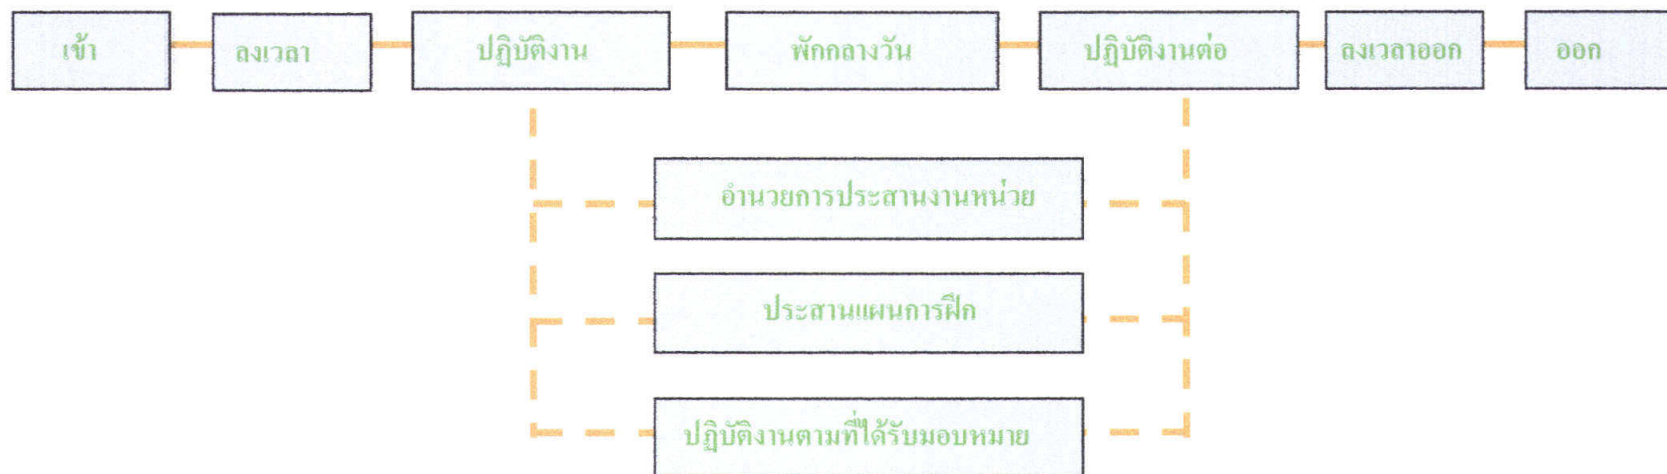 เข้า
ลงเวลา
ปฏิบัติงาน
พักกลางวัน
ปฏิบัติงานต่อ
ลงเวลาออก
ออก
อำนวยการประสานงานหน่วย
ประสานแผนการฝึก
ปฏิบัติงานตามที่ได้รับมอบหมาย